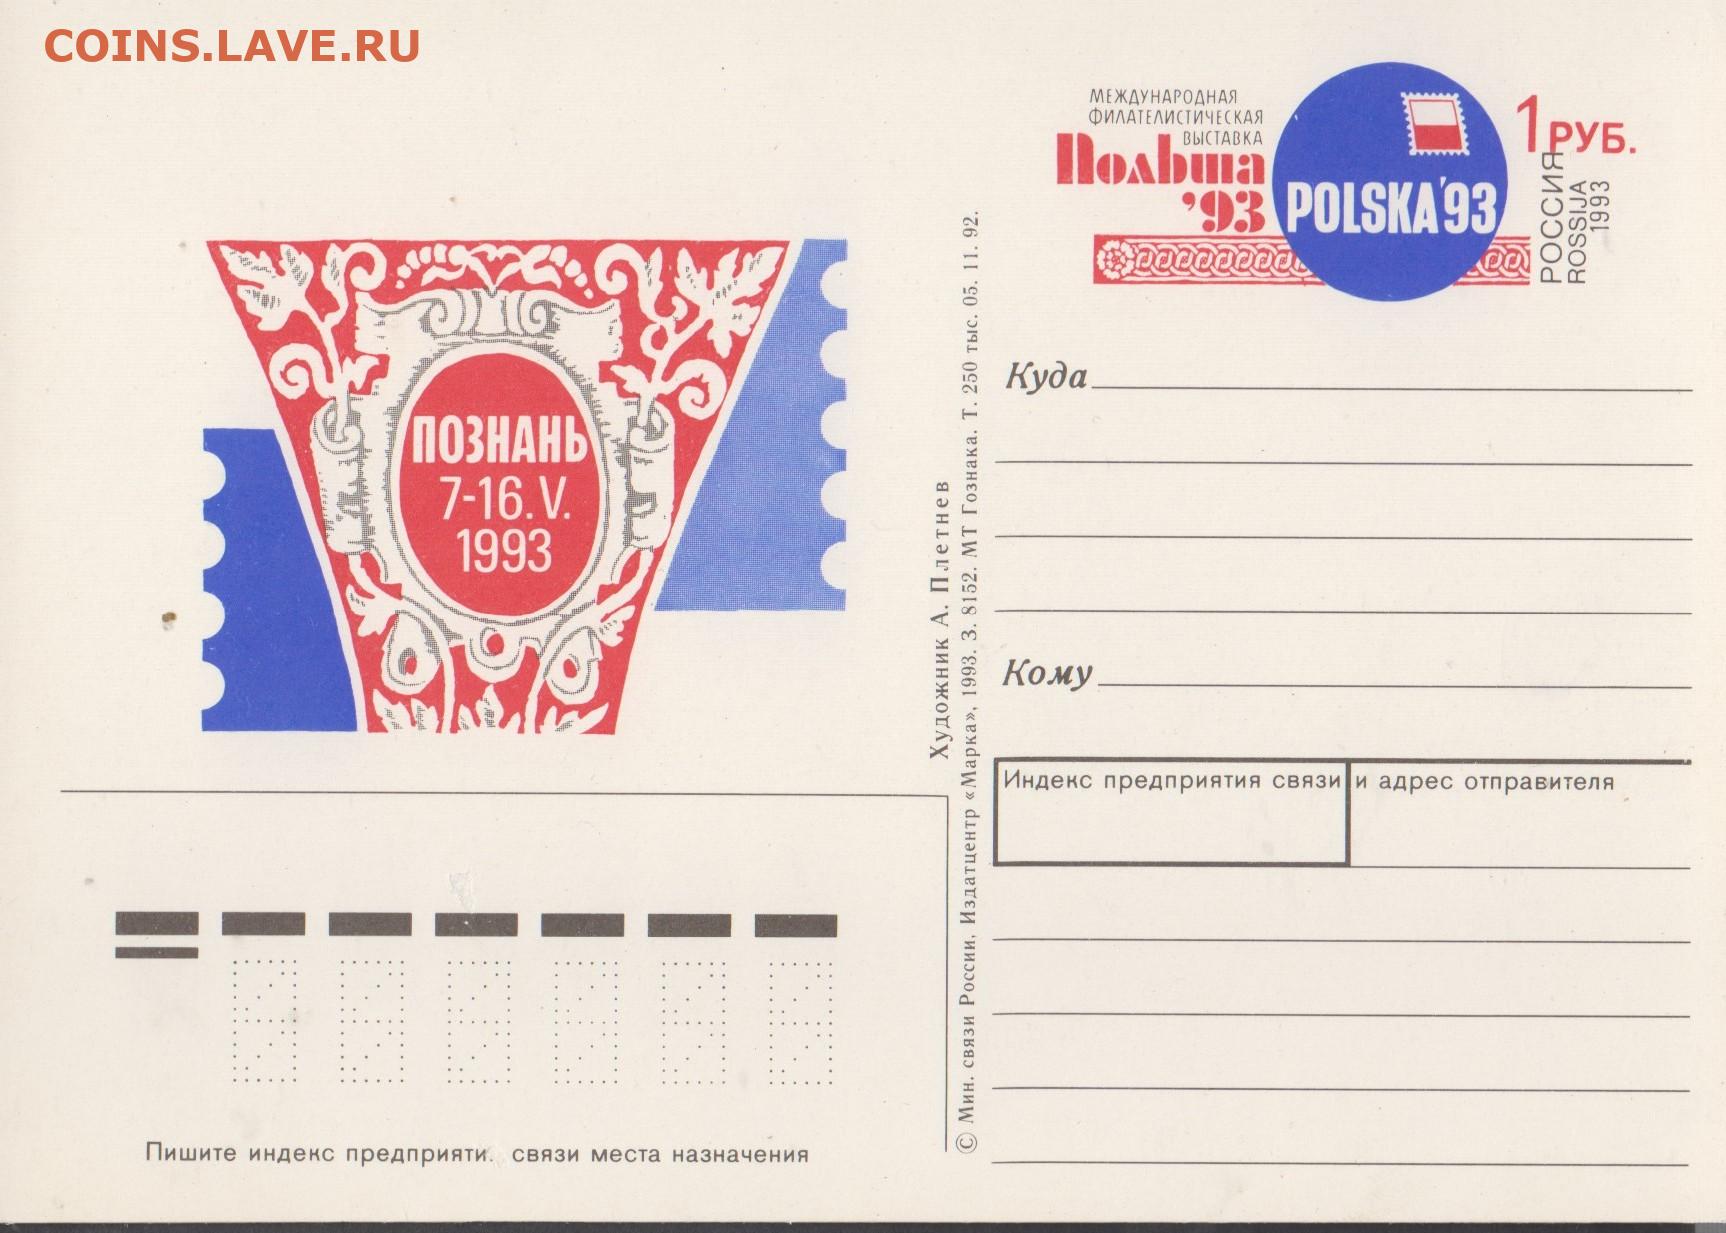 COINS.LAVE.RU
МЕЖДУНАРОДНАЯ
ФИЛАТЕЛИСТИЧЕСКАЯ
ВЫСТАВКА
Польша
'93
POLSKA'93
1 РУБ.
РОССИЯ
ROSSIJA
1993
ПОЗНАНЬ
7-16.V.
1993
Художник А. Плетнев
© Мин. связи России, Издатцентр «Марка», 1993. З. 8152. МТ Гознака. Т. 250 тыс. 05. 11. 92.
Куда
Кому
Индекс предприятия связи и адрес отправителя
Пишите индекс предприяти. связи места назначения